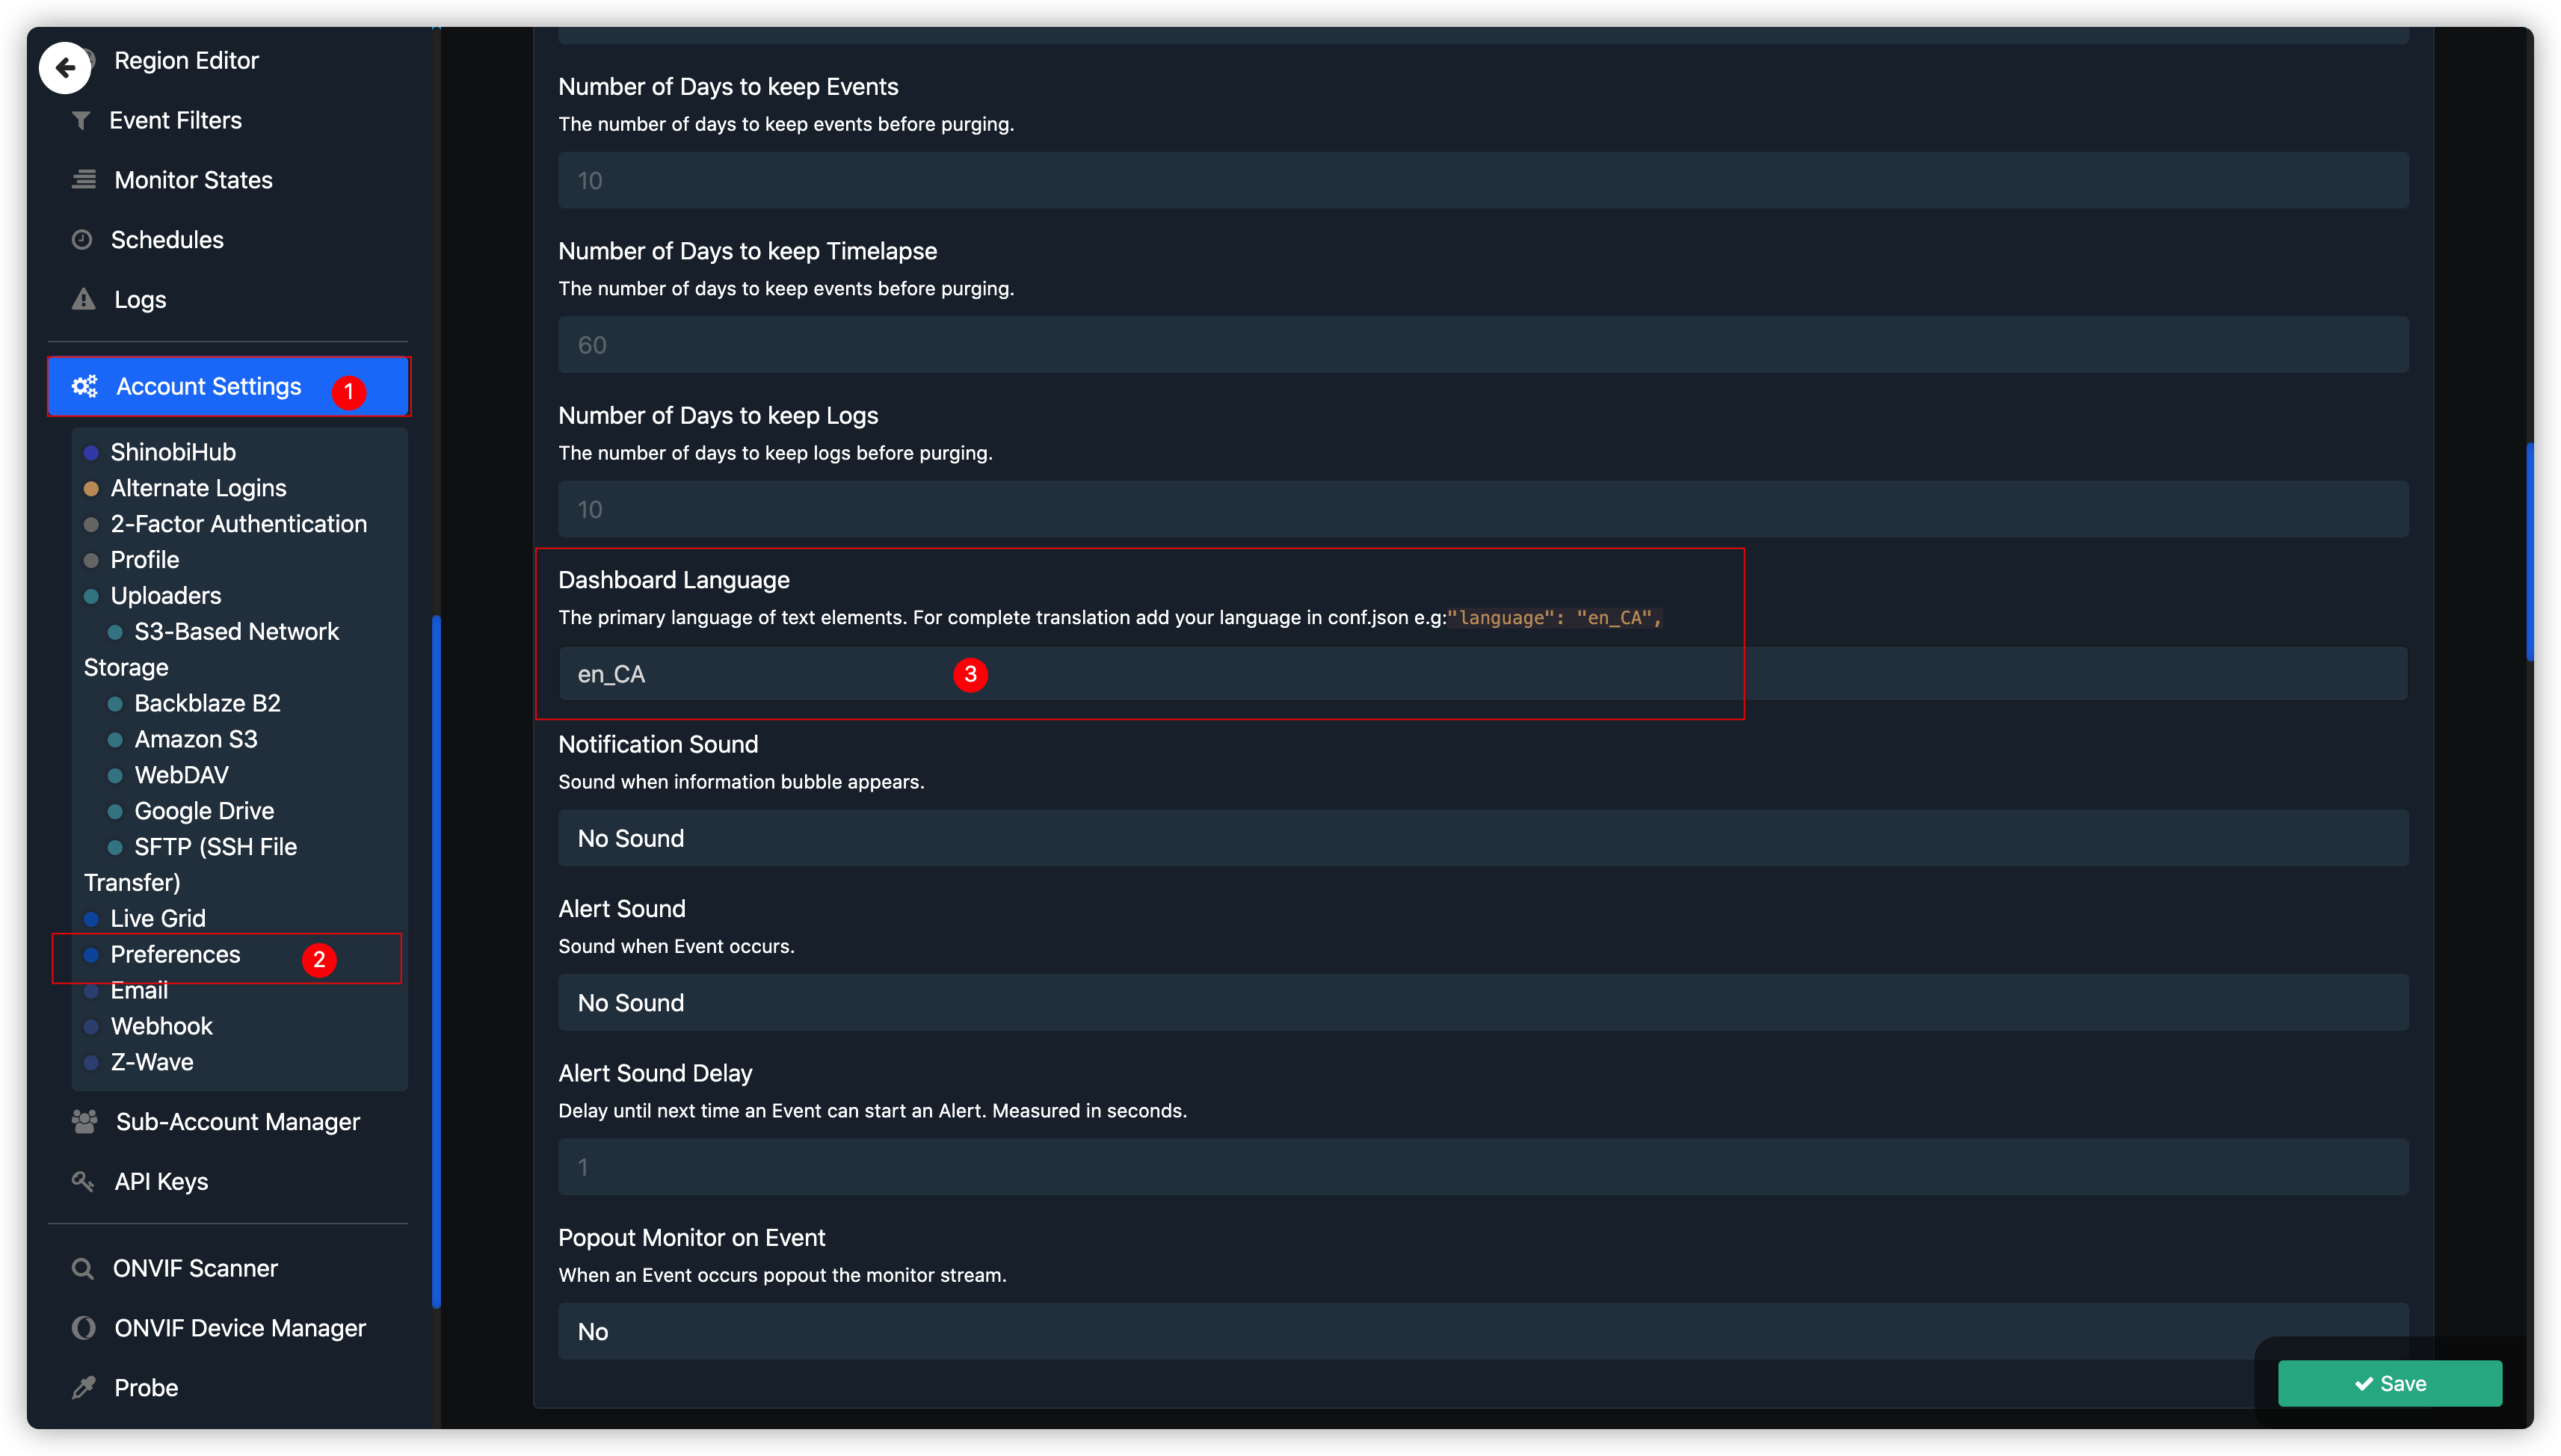 Region Editor
Event Filters
Monitor States
Schedules
Logs
Account Settings 1
ShinobiHub
Alternate Logins
2-Factor Authentication
Profile
Uploaders
S3-Based Network
Storage
Backblaze B2
Amazon S3
WebDAV
Google Drive
SFTP (SSH File
Transfer)
Live Grid
Preferences 2
Email
Webhook
Z-Wave
Sub-Account Manager
API Keys
ONVIF Scanner
ONVIF Device Manager
Probe
Number of Days to keep Events
The number of days to keep events before purging.
10
Number of Days to keep Timelapse
The number of days to keep events before purging.
60
Number of Days to keep Logs
The number of days to keep logs before purging.
10
Dashboard Language
The primary language of text elements. For complete translation add your language in conf.json e.g:"language": "en_CA",
en_CA 3
Notification Sound
Sound when information bubble appears.
No Sound
Alert Sound
Sound when Event occurs.
No Sound
Alert Sound Delay
Delay until next time an Event can start an Alert. Measured in seconds.
1
Popout Monitor on Event
When an Event occurs popout the monitor stream.
No
Save